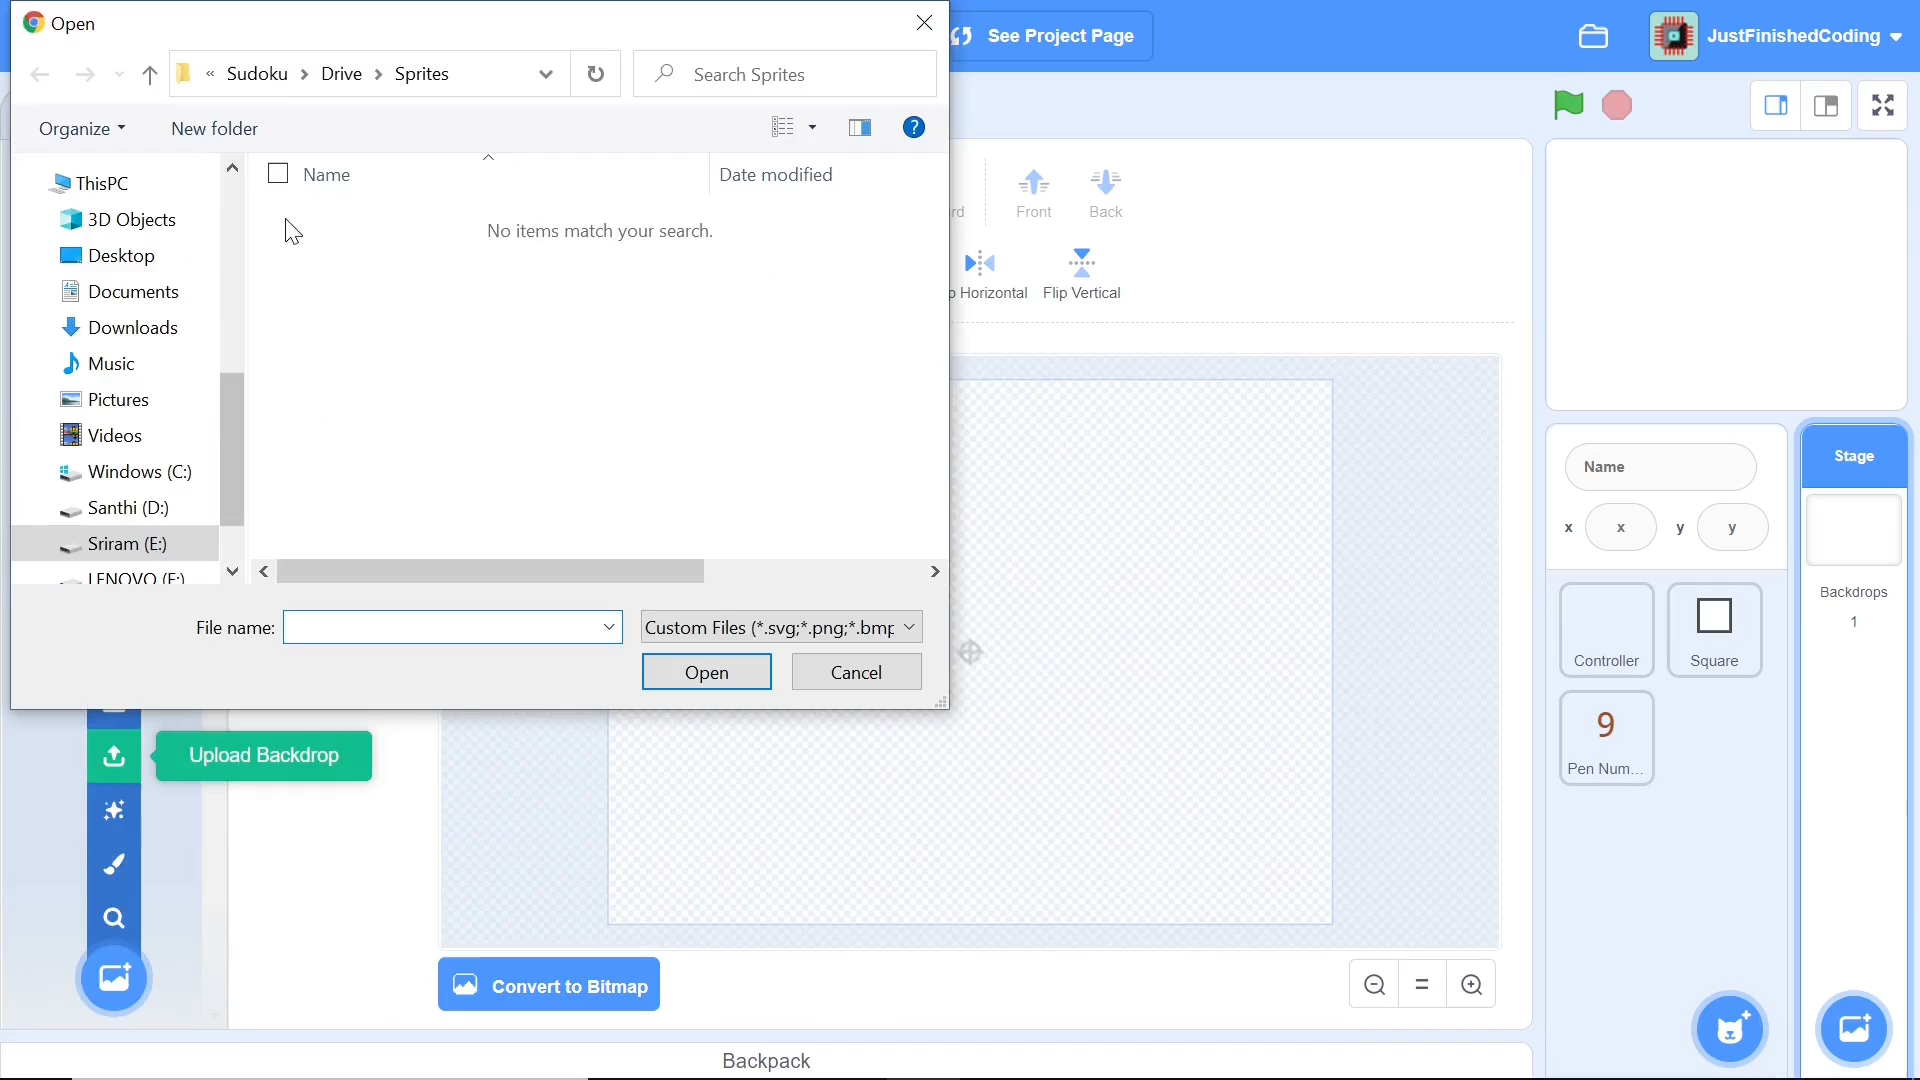 Open
See Project Page
JustFinishedCoding
« Sudoku > Drive > Sprites
Search Sprites
Organize
New folder
Name
Date modified
No items match your search.
ThisPC
3D Objects
Desktop
Documents
Downloads
Music
Pictures
Videos
Windows (C:)
Santhi (D:)
Sriram (E:)
LENOVO (F:)
File name:
Custom Files (*.svg;*.png;*.bmp
Open
Cancel
rd
Front
Back
p Horizontal
Flip Vertical
Name
x
x
y
y
Stage
Backdrops
1
Controller
Square
9
Pen Num...
Upload Backdrop
Convert to Bitmap
Backpack